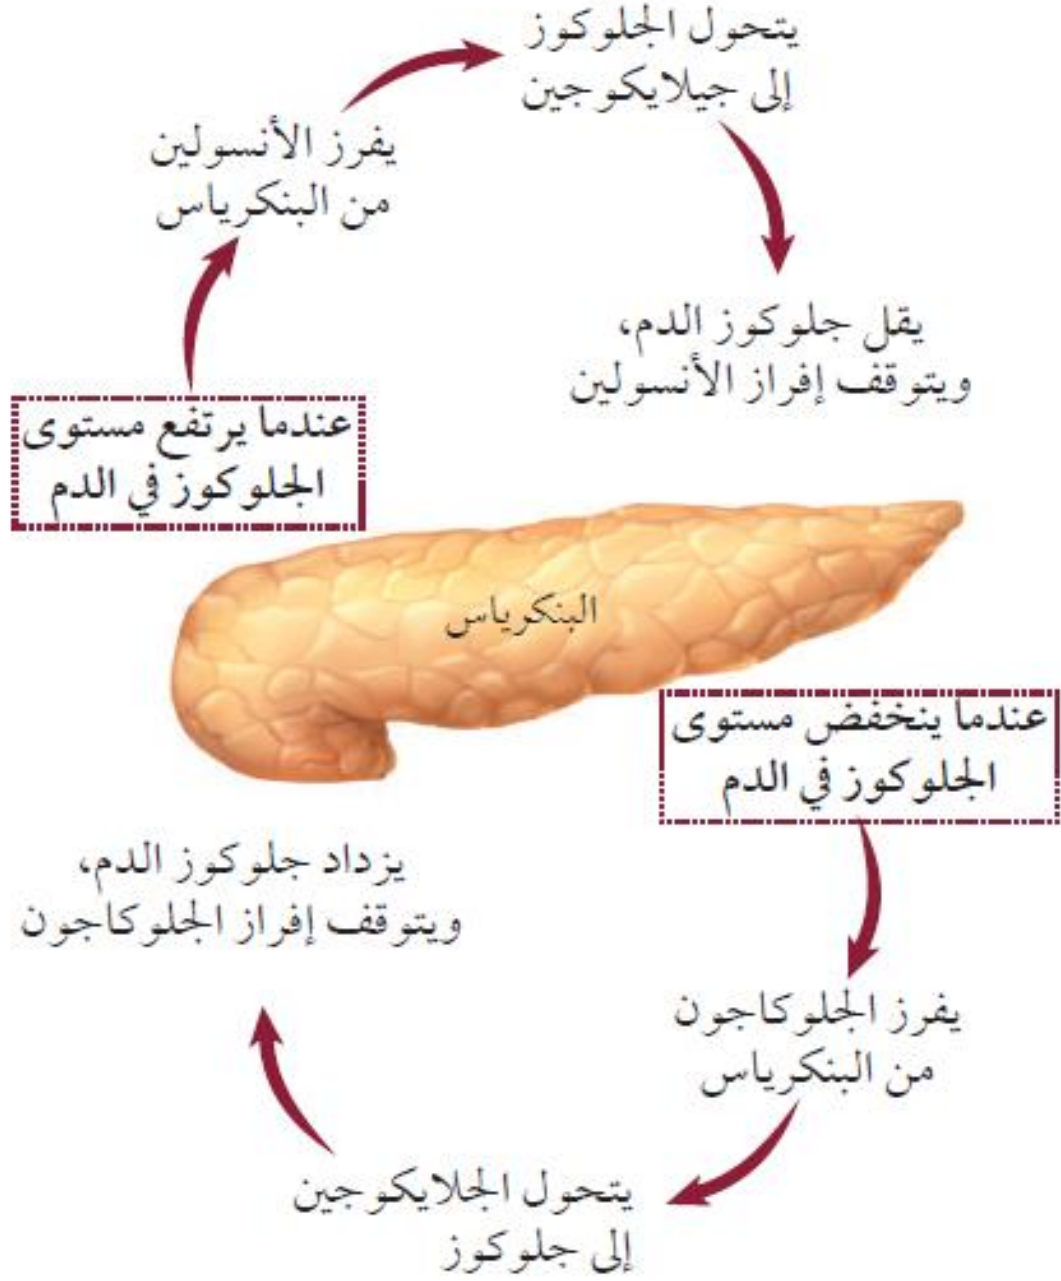 عندما يرتفع مستوى
الجلوكوز في الدم
يفرز الأنسولين
من البنكرياس
يتحول الجلوكوز
إلى جيلايكوجين
يقل جلوكوز الدم،
ويتوقف إفراز الأنسولين
البنكرياس
عندما ينخفض مستوى
الجلوكوز في الدم
يفرز الجلوكاجون
من البنكرياس
يتحول الجلايكوجين
إلى جلوكوز
يزداد جلوكوز الدم،
ويتوقف إفراز الجلوكاجون